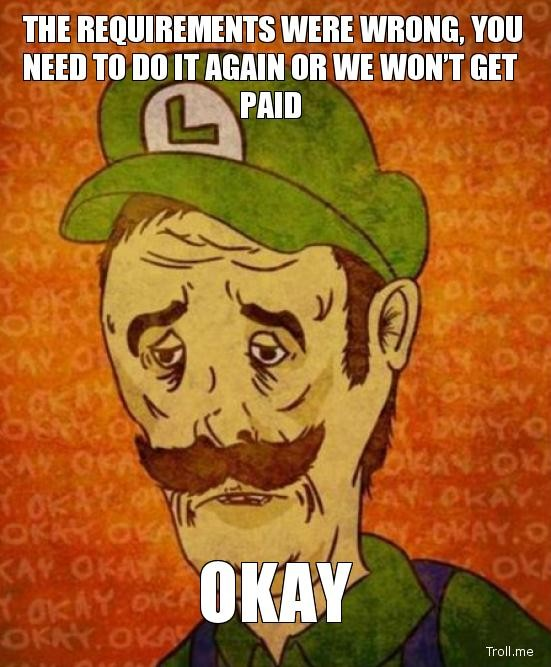 THE REQUIREMENTS WERE WRONG, YOU
NEED TO DO IT AGAIN OR WE WON'T GET
PAID
L
OKAY
Troll.me